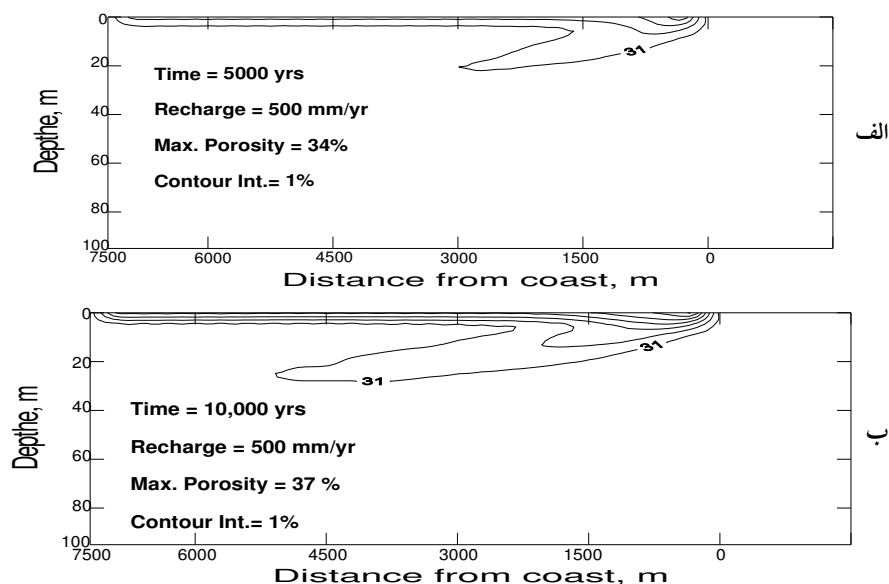 0
20
40
60
80
100
Depthe, m
31
Time = 5000 yrs
Recharge = 500 mm/yr
Max. Porosity = 34%
Contour Int.= 1%
الف
7500 6000 4500 3000 1500 0
Distance from coast, m
0
20
40
60
80
100
Depthe, m
31
31
Time = 10,000 yrs
Recharge = 500 mm/yr
Max. Porosity = 37 %
Contour Int.= 1%
ب
7500 6000 4500 3000 1500 0
Distance from coast, m